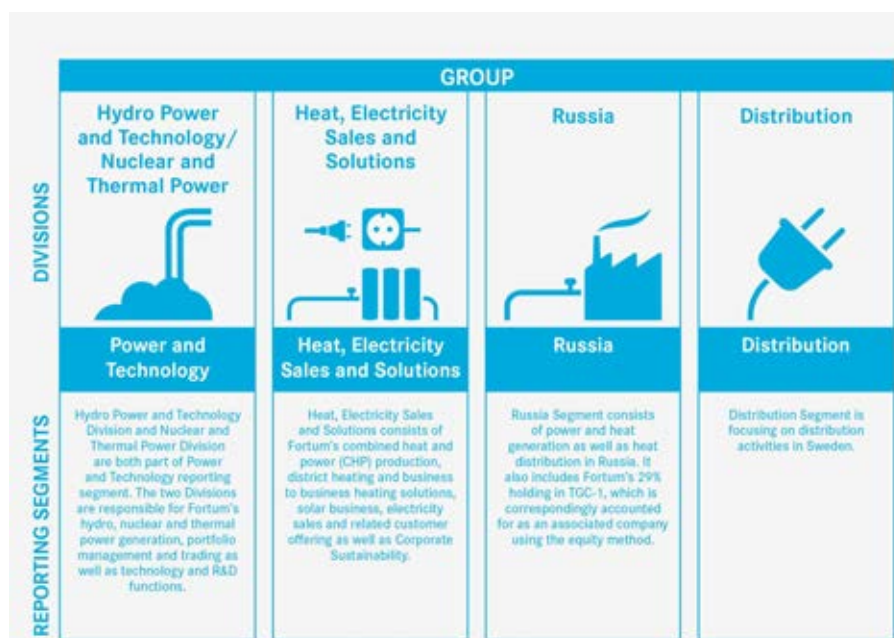 GROUP
DIVISIONS
Hydro Power
and Technology/
Nuclear and
Thermal Power
Heat, Electricity
Sales and
Solutions
Russia
Distribution
REPORTING SEGMENTS
Power and
Technology
Hydro Power and Technology
Division and Nuclear and
Thermal Power Division
are both part of Power
and Technology reporting
segment. The two Divisions
are responsible for Fortum's
hydro, nuclear and thermal
power generation, portfolio
management and trading as
well as technology and R&D
functions.
Heat, Electricity
Sales and Solutions
Heat, Electricity Sales
and Solutions consists of
Fortum's combined heat and
power (CHP) production,
district heating and business
to business heating solutions,
solar business, electricity
sales and related customer
offering as well as Corporate
Sustainability.
Russia
Russia Segment consists
of power and heat
generation as well as heat
distribution in Russia. It
also includes Fortum's 29%
holding in TGC-1, which is
correspondingly accounted
for as an associated company
using the equity method.
Distribution
Distribution Segment is
focusing on distribution
activities in Sweden.